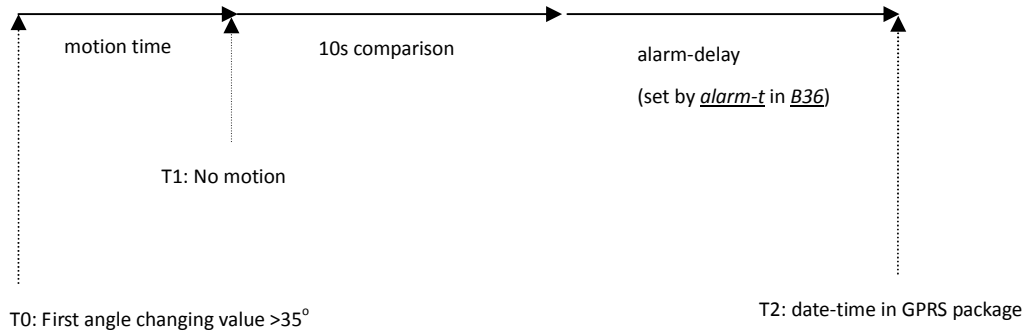 motion time
10s comparison
alarm-delay
(set by alarm-t in B36)
T1: No motion
T0: First angle changing value >35°
T2: date-time in GPRS package